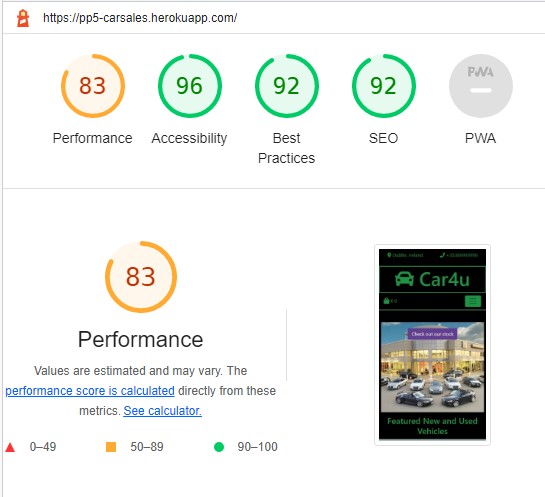 https://pp5-carsales.herokuapp.com/
83 96 92 92 PWA
Performance Accessibility Best Practices SEO PWA
83
Performance
Values are estimated and may vary. The
performance score is calculated directly from these
metrics. See calculator.
0–49 50–89 90–100
Dublin, Ireland
Car4u
Check out our stock
Featured New and Used
Vehicles